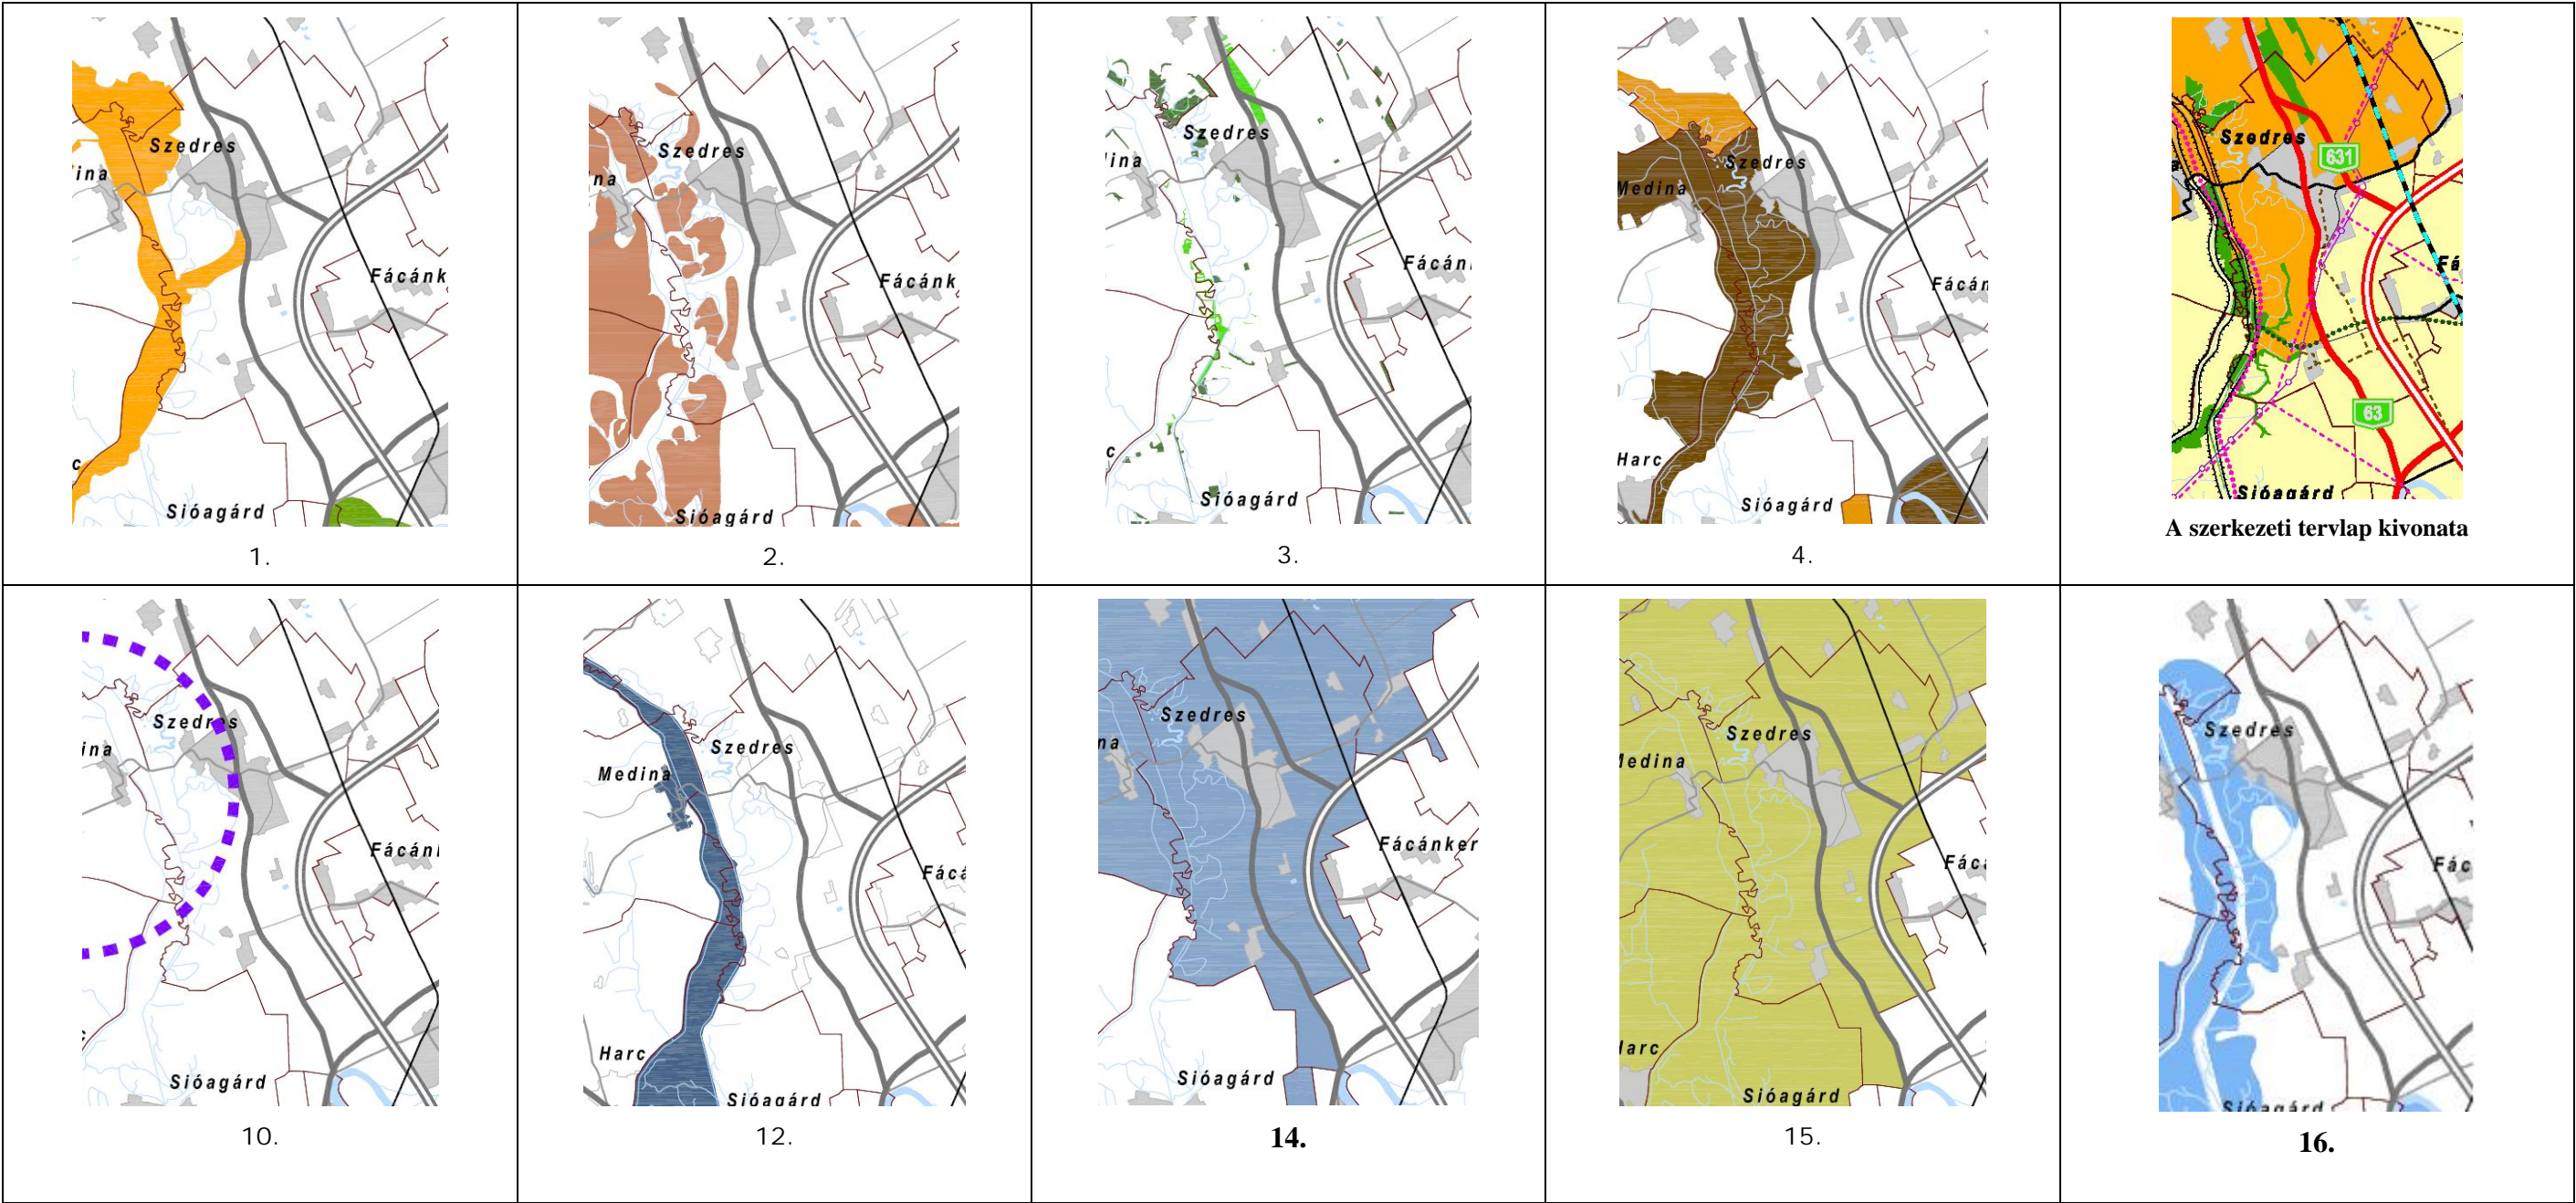 Szedres
ina
Fácánk
c
Sióagárd
1.
Szedres
na
Fácánk
Sióagárd
2.
Szedres
lina
Fácán
c
Sióagárd
3.
Szedres
Medina
Fácán
Harc
Sióagárd
4.
Szedres
631
Fá
63
Sióagárd
A szerkezeti tervlap kivonata
Szedres
ina
Fácán
Sióagárd
10.
Szedres
Medina
Fácá
Harc
Sióagárd
12.
Szedres
na
Fácánker
Sióagárd
14.
Szedres
Medina
Fác
Harc
Sióagárd
15.
Szedres
Fác
Sióagárd
16.